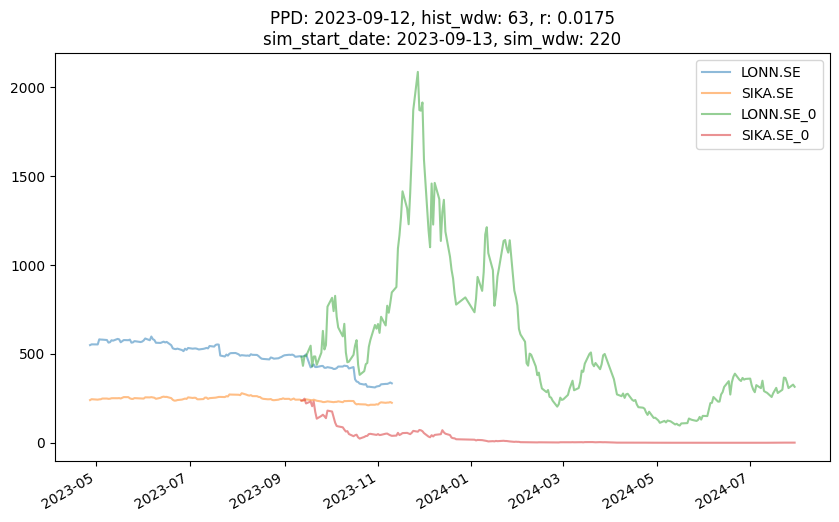 PPD: 2023-09-12, hist_wdw: 63, r: 0.0175
sim_start_date: 2023-09-13, sim_wdw: 220
LONN.SE
SIKA.SE
LONN.SE_0
SIKA.SE_0
2000
1500
1000
500
0
2023-05
2023-07
2023-09
2023-11
2024-01
2024-03
2024-05
2024-07